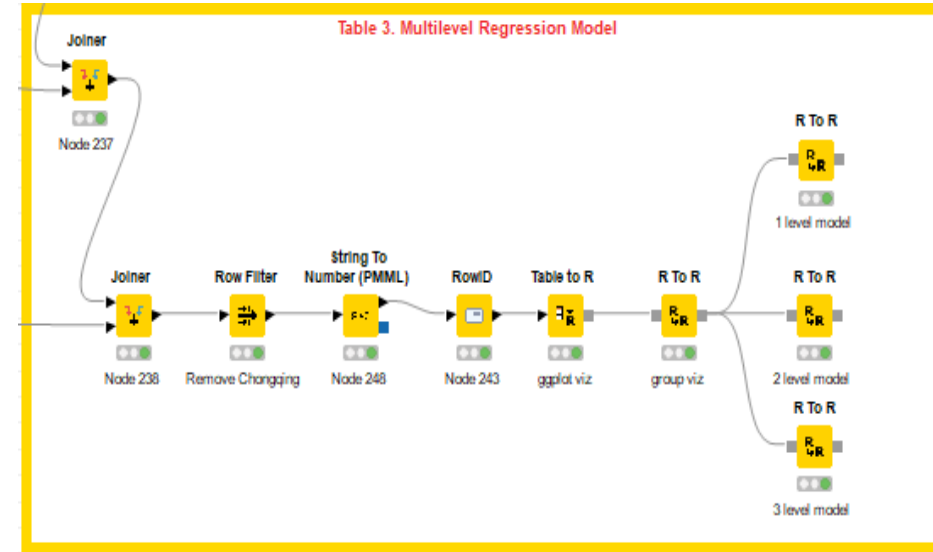 Table 3. Multilevel Regression Model
Joiner
Node 237
R To R
1 level model
Joiner
Row Filter
String To
Number (PMML)
RowID
Table to R
R To R
R To R
Node 238
Remove Chongqing
Node 248
Node 243
ggplot viz
group viz
2 level model
R To R
3 level model